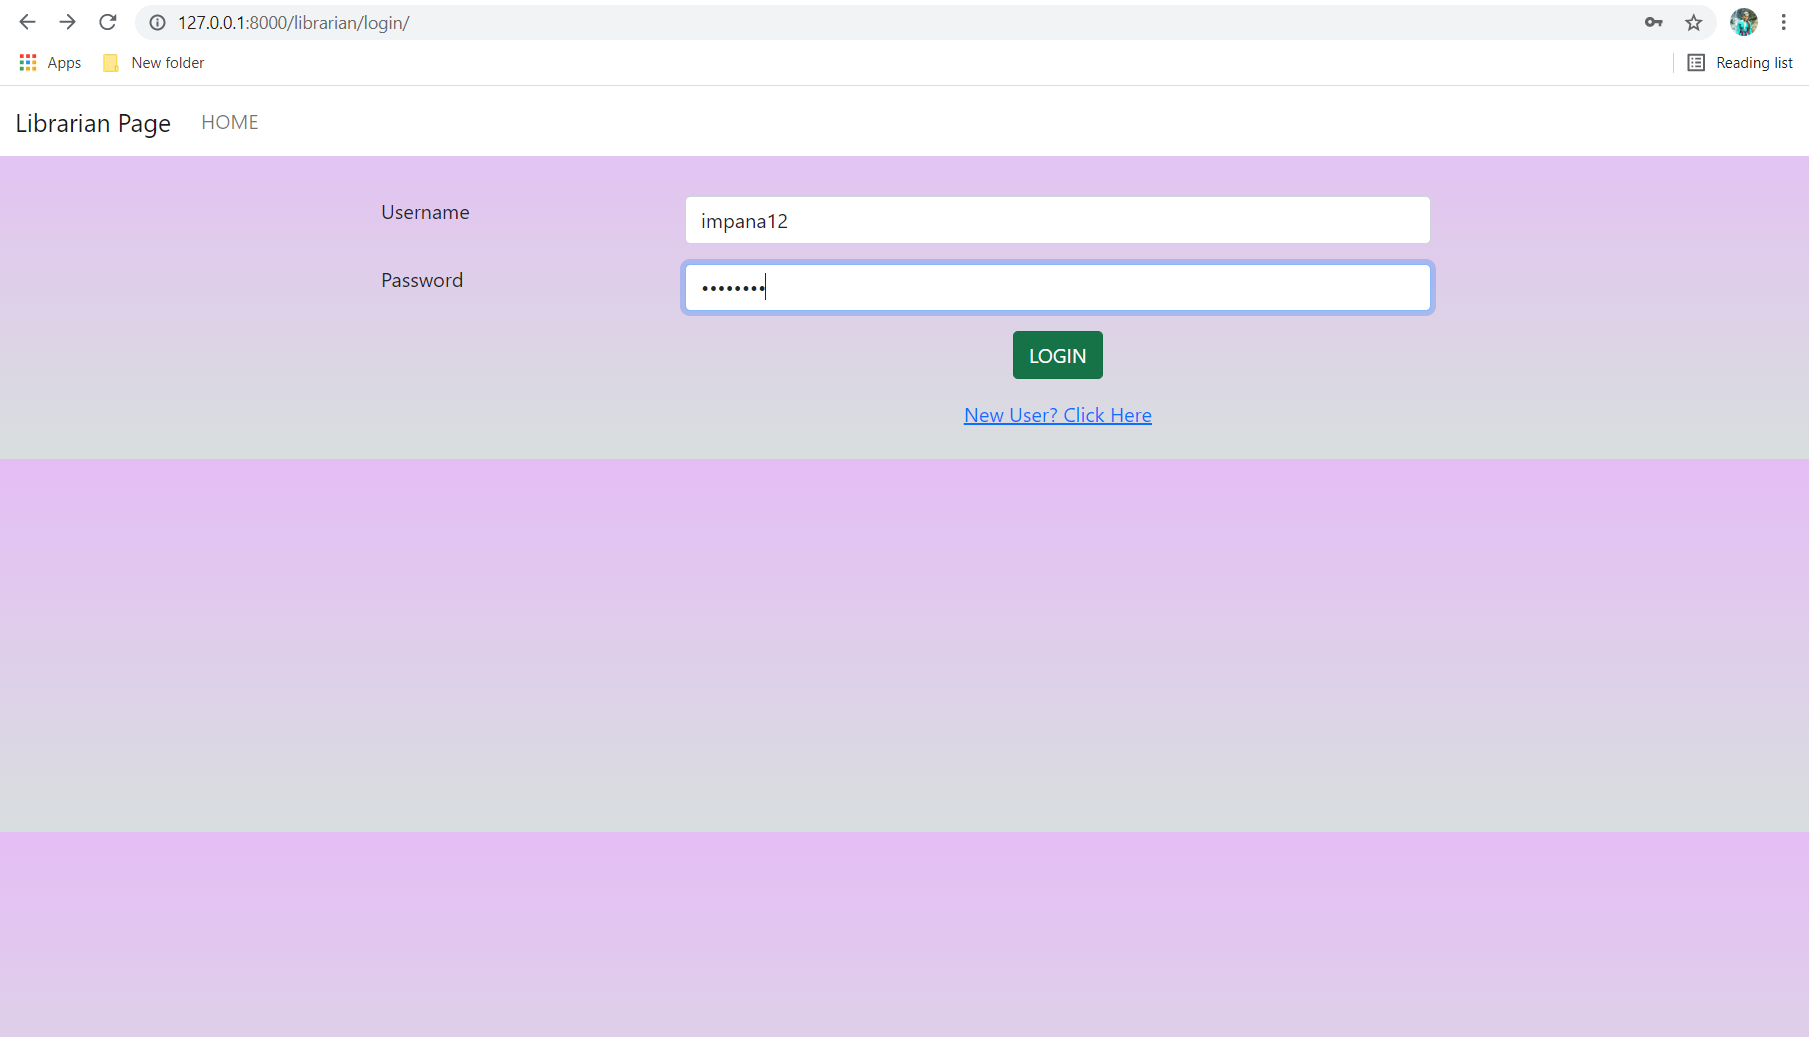 127.0.0.1:8000/librarian/login/
Apps New folder Reading list
Librarian Page HOME
Username impana12
Password ••••••••
LOGIN
New User? Click Here